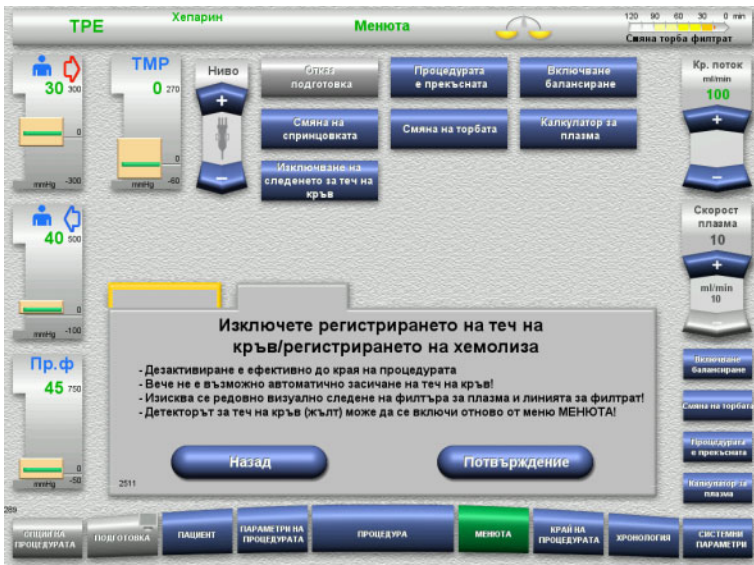 TPE
Хепарин
Менюта
120 90 60 30 0 min
Смяна торба филтрат
30 300
0
mmHg -300
TMP
0 270
0
mmHg -60
Ниво
+
–
Отказ
подготовка
Процедурата
е прекъсната
Включване
балансиране
Смяна на
спринцовката
Смяна на торбата
Калкулатор за
плазма
Изключване на
следенето за теч на
кръв
Кр. поток
ml/min
100
+
–
40 500
0
mmHg -100
Скорост
плазма
10
+
ml/min
10
–
Пр.ф
45 750
0
mmHg -50
Изключете регистрирането на теч на
кръв/регистрирането на хемолиза
- Дезактивиране е ефективно до края на процедурата
- Вече не е възможно автоматично засичане на теч на кръв!
- Изисква се редовно визуално следене на филтъра за плазма и линията за филтрат!
- Детекторът за теч на кръв (жълт) може да се включи отново от меню МЕНЮТА!
Назад
Потвърждение
2511
Включване
балансиране
Смяна на торбата
Процедурата
е прекъсната
Калкулатор за
плазма
289
ОПЦИИ НА
ПРОЦЕДУРАТА
ПОДГОТОВКА
ПАЦИЕНТ
ПАРАМЕТРИ НА
ПРОЦЕДУРАТА
ПРОЦЕДУРА
МЕНЮТА
КРАЙ НА
ПРОЦЕДУРАТА
ХРОНОЛОГИЯ
СИСТЕМНИ
ПАРАМЕТРИ